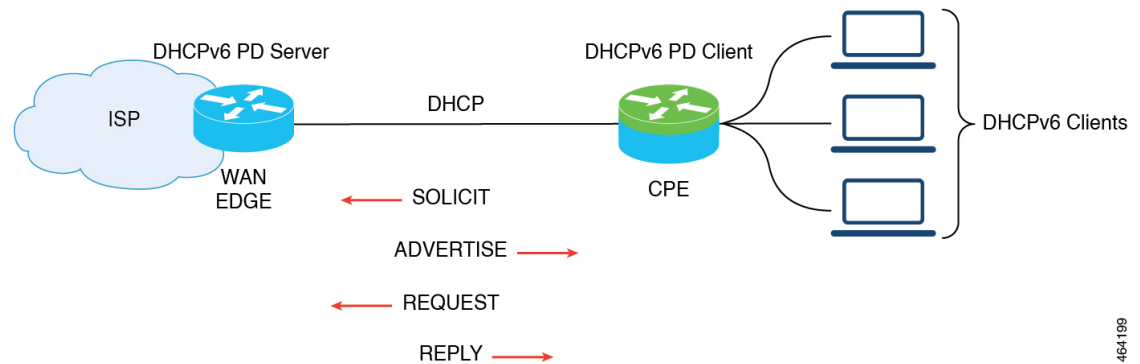 DHCPv6 PD Server
DHCPv6 PD Client
ISP
DHCP
DHCPv6 Clients
WAN
EDGE
CPE
SOLICIT
ADVERTISE
REQUEST
REPLY
464199